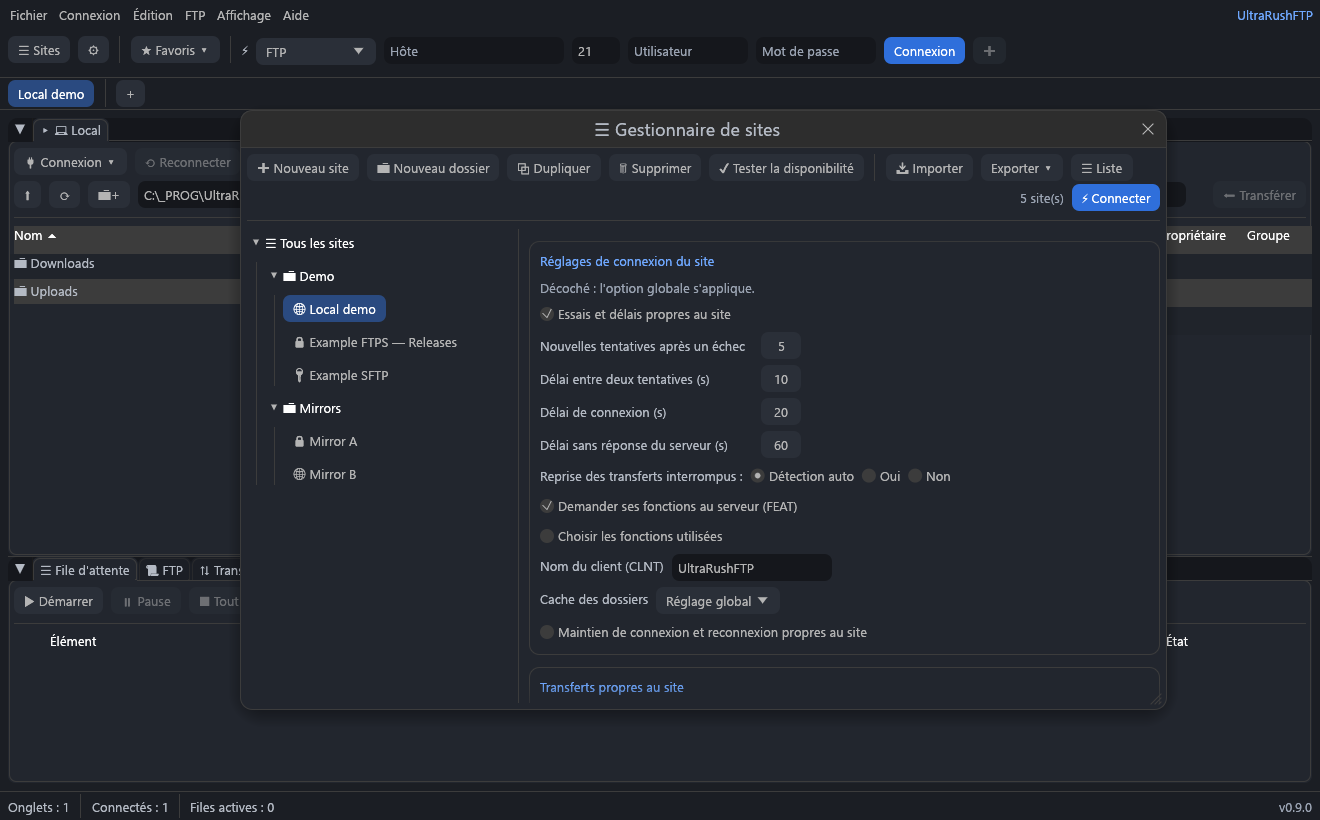 Fichier Connexion Édition FTP Affichage Aide UltraRushFTP
Sites Favoris FTP Hôte 21 Utilisateur Mot de passe Connexion +
Local demo +
Local
Gestionnaire de sites
Connexion Reconnecter
Nouveau site Nouveau dossier Dupliquer Supprimer Tester la disponibilité Importer Exporter Liste
C:\_PROG\UltraR
5 site(s) Connecter
Transférer
Nom
ropriétaire Groupe
Downloads
Uploads
Tous les sites
Demo
Local demo
Example FTPS — Releases
Example SFTP
Mirrors
Mirror A
Mirror B
Réglages de connexion du site
Décoché : l'option globale s'applique.
Essais et délais propres au site
Nouvelles tentatives après un échec 5
Délai entre deux tentatives (s) 10
Délai de connexion (s) 20
Délai sans réponse du serveur (s) 60
Reprise des transferts interrompus : Détection auto Oui Non
Demander ses fonctions au serveur (FEAT)
Choisir les fonctions utilisées
Nom du client (CLNT) UltraRushFTP
Cache des dossiers Réglage global
Maintien de connexion et reconnexion propres au site
Transferts propres au site
File d'attente FTP Trans
Démarrer Pause Tout
Élément État
Onglets : 1 Connectés : 1 Files actives : 0 v0.9.0